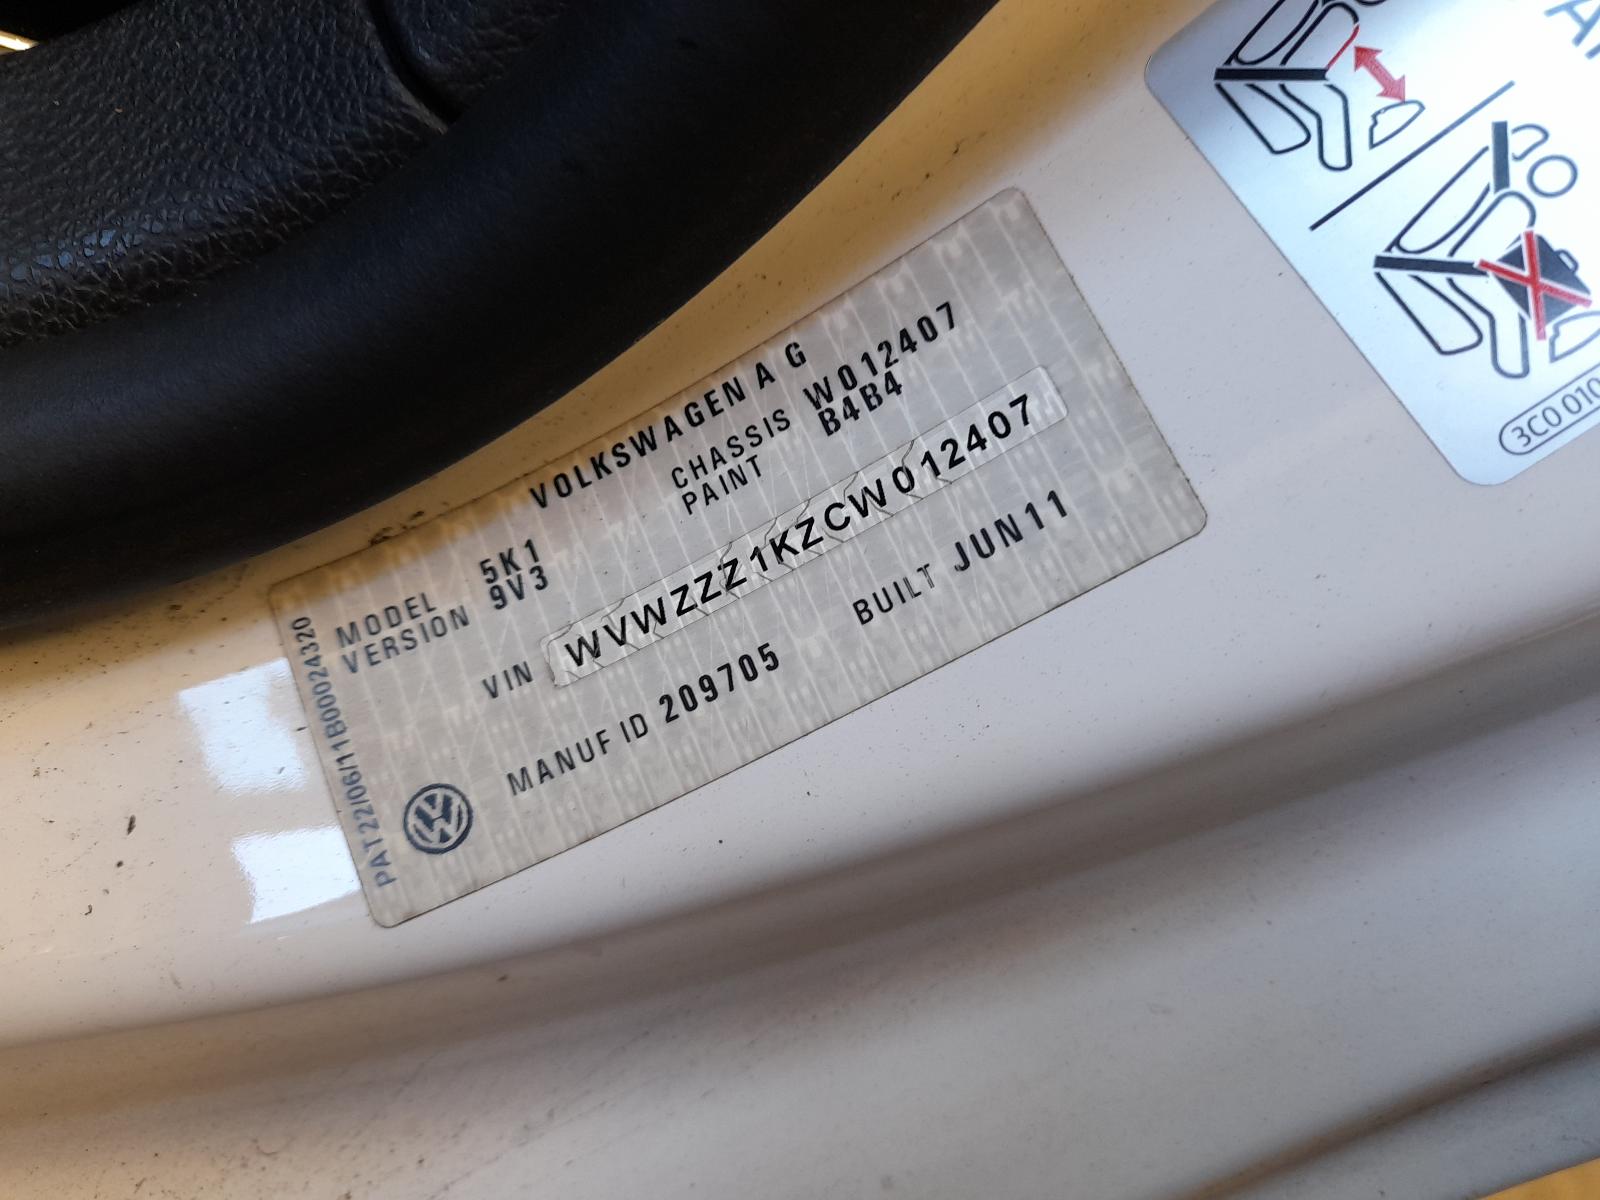 VOLKSWAGEN A G
MODEL 5K1 CHASSIS W012407
VERSION 9V3 PAINT B4B4
VIN WVWZZZ1KZCW012407
MANUF ID 209705 BUILT JUN11
PAT22/06/11B00024320
3C0 010